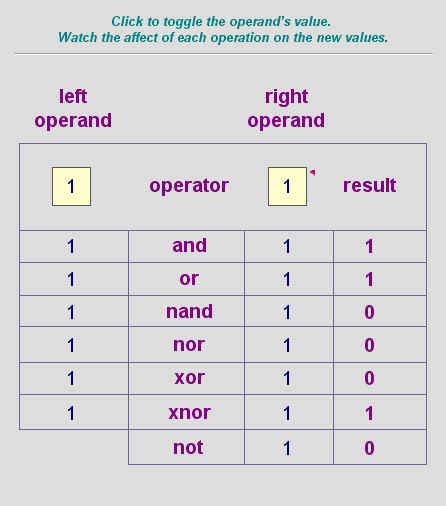 Click to toggle the operand's value.
Watch the affect of each operation on the new values.
left operand right operand
1 operator 1 result
1 and 1 1
1 or 1 1
1 nand 1 0
1 nor 1 0
1 xor 1 0
1 xnor 1 1
not 1 0